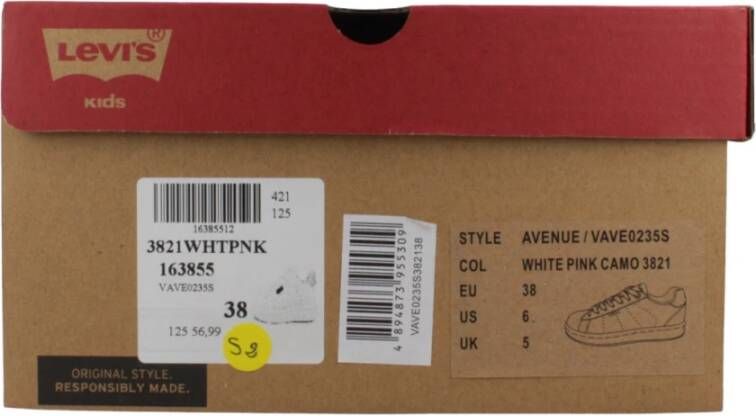 Levi's®
Kids
421
125
16385512
3821WHTPNK
163855
VAVE0235S
38
125 56,99
4 894873 955309
VAVE0235S382138
STYLE AVENUE / VAVE0235S
COL WHITE PINK CAMO 3821
EU 38
US 6
UK 5
ORIGINAL STYLE.
RESPONSIBLY MADE.